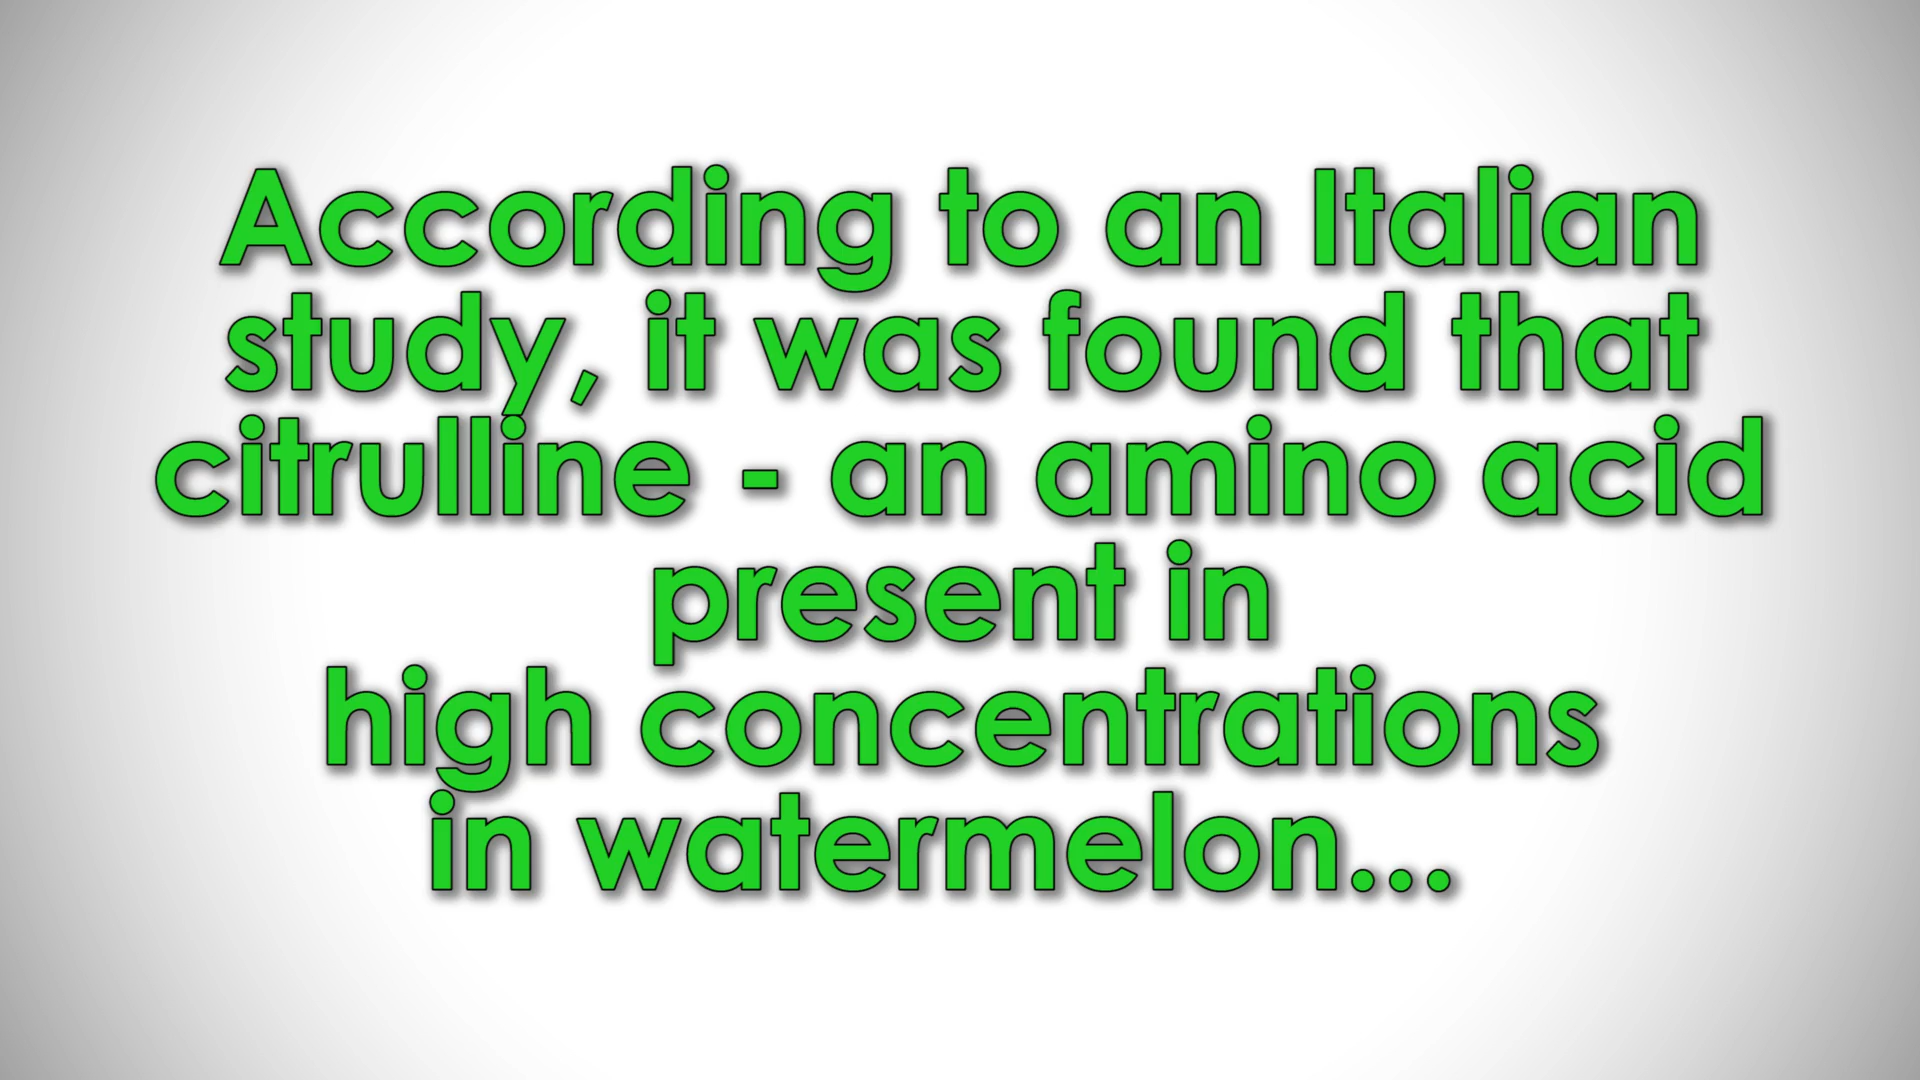 According to an Italian
study, it was found that
citrulline - an amino acid
present in
high concentrations
in watermelon...